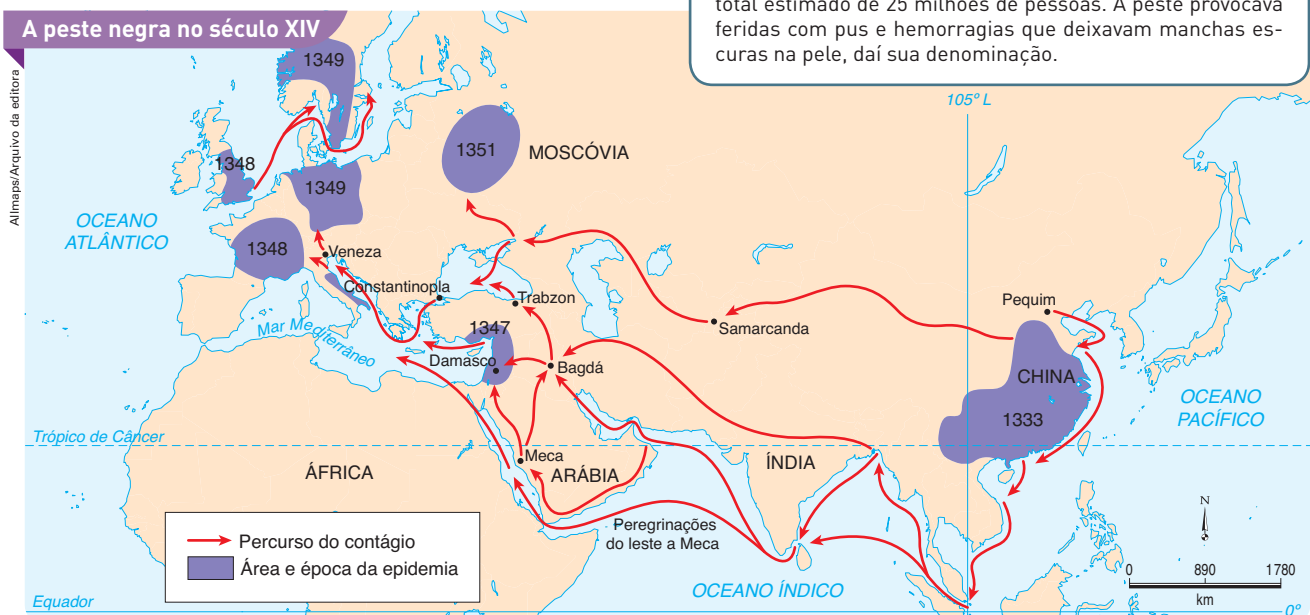 A peste negra no século XIV
total estimado de 25 milhões de pessoas. A peste provocava
feridas com pus e hemorragias que deixavam manchas es-
curas na pele, daí sua denominação.
Allmaps/Arquivo da editora
1349
105º L
1348
1351
MOSCÓVIA
1349
OCEANO
ATLÂNTICO
1348
Veneza
Constantinopla
Trabzon
Pequim
Samarcanda
1347
Mar Mediterrâneo
Damasco
Bagdá
CHINA
1333
OCEANO
PACÍFICO
Trópico de Câncer
Meca
ÁFRICA
ARÁBIA
ÍNDIA
Peregrinações
do leste a Meca
Percurso do contágio
Área e época da epidemia
OCEANO ÍNDICO
N
0 890 1780
km
Equador
0º